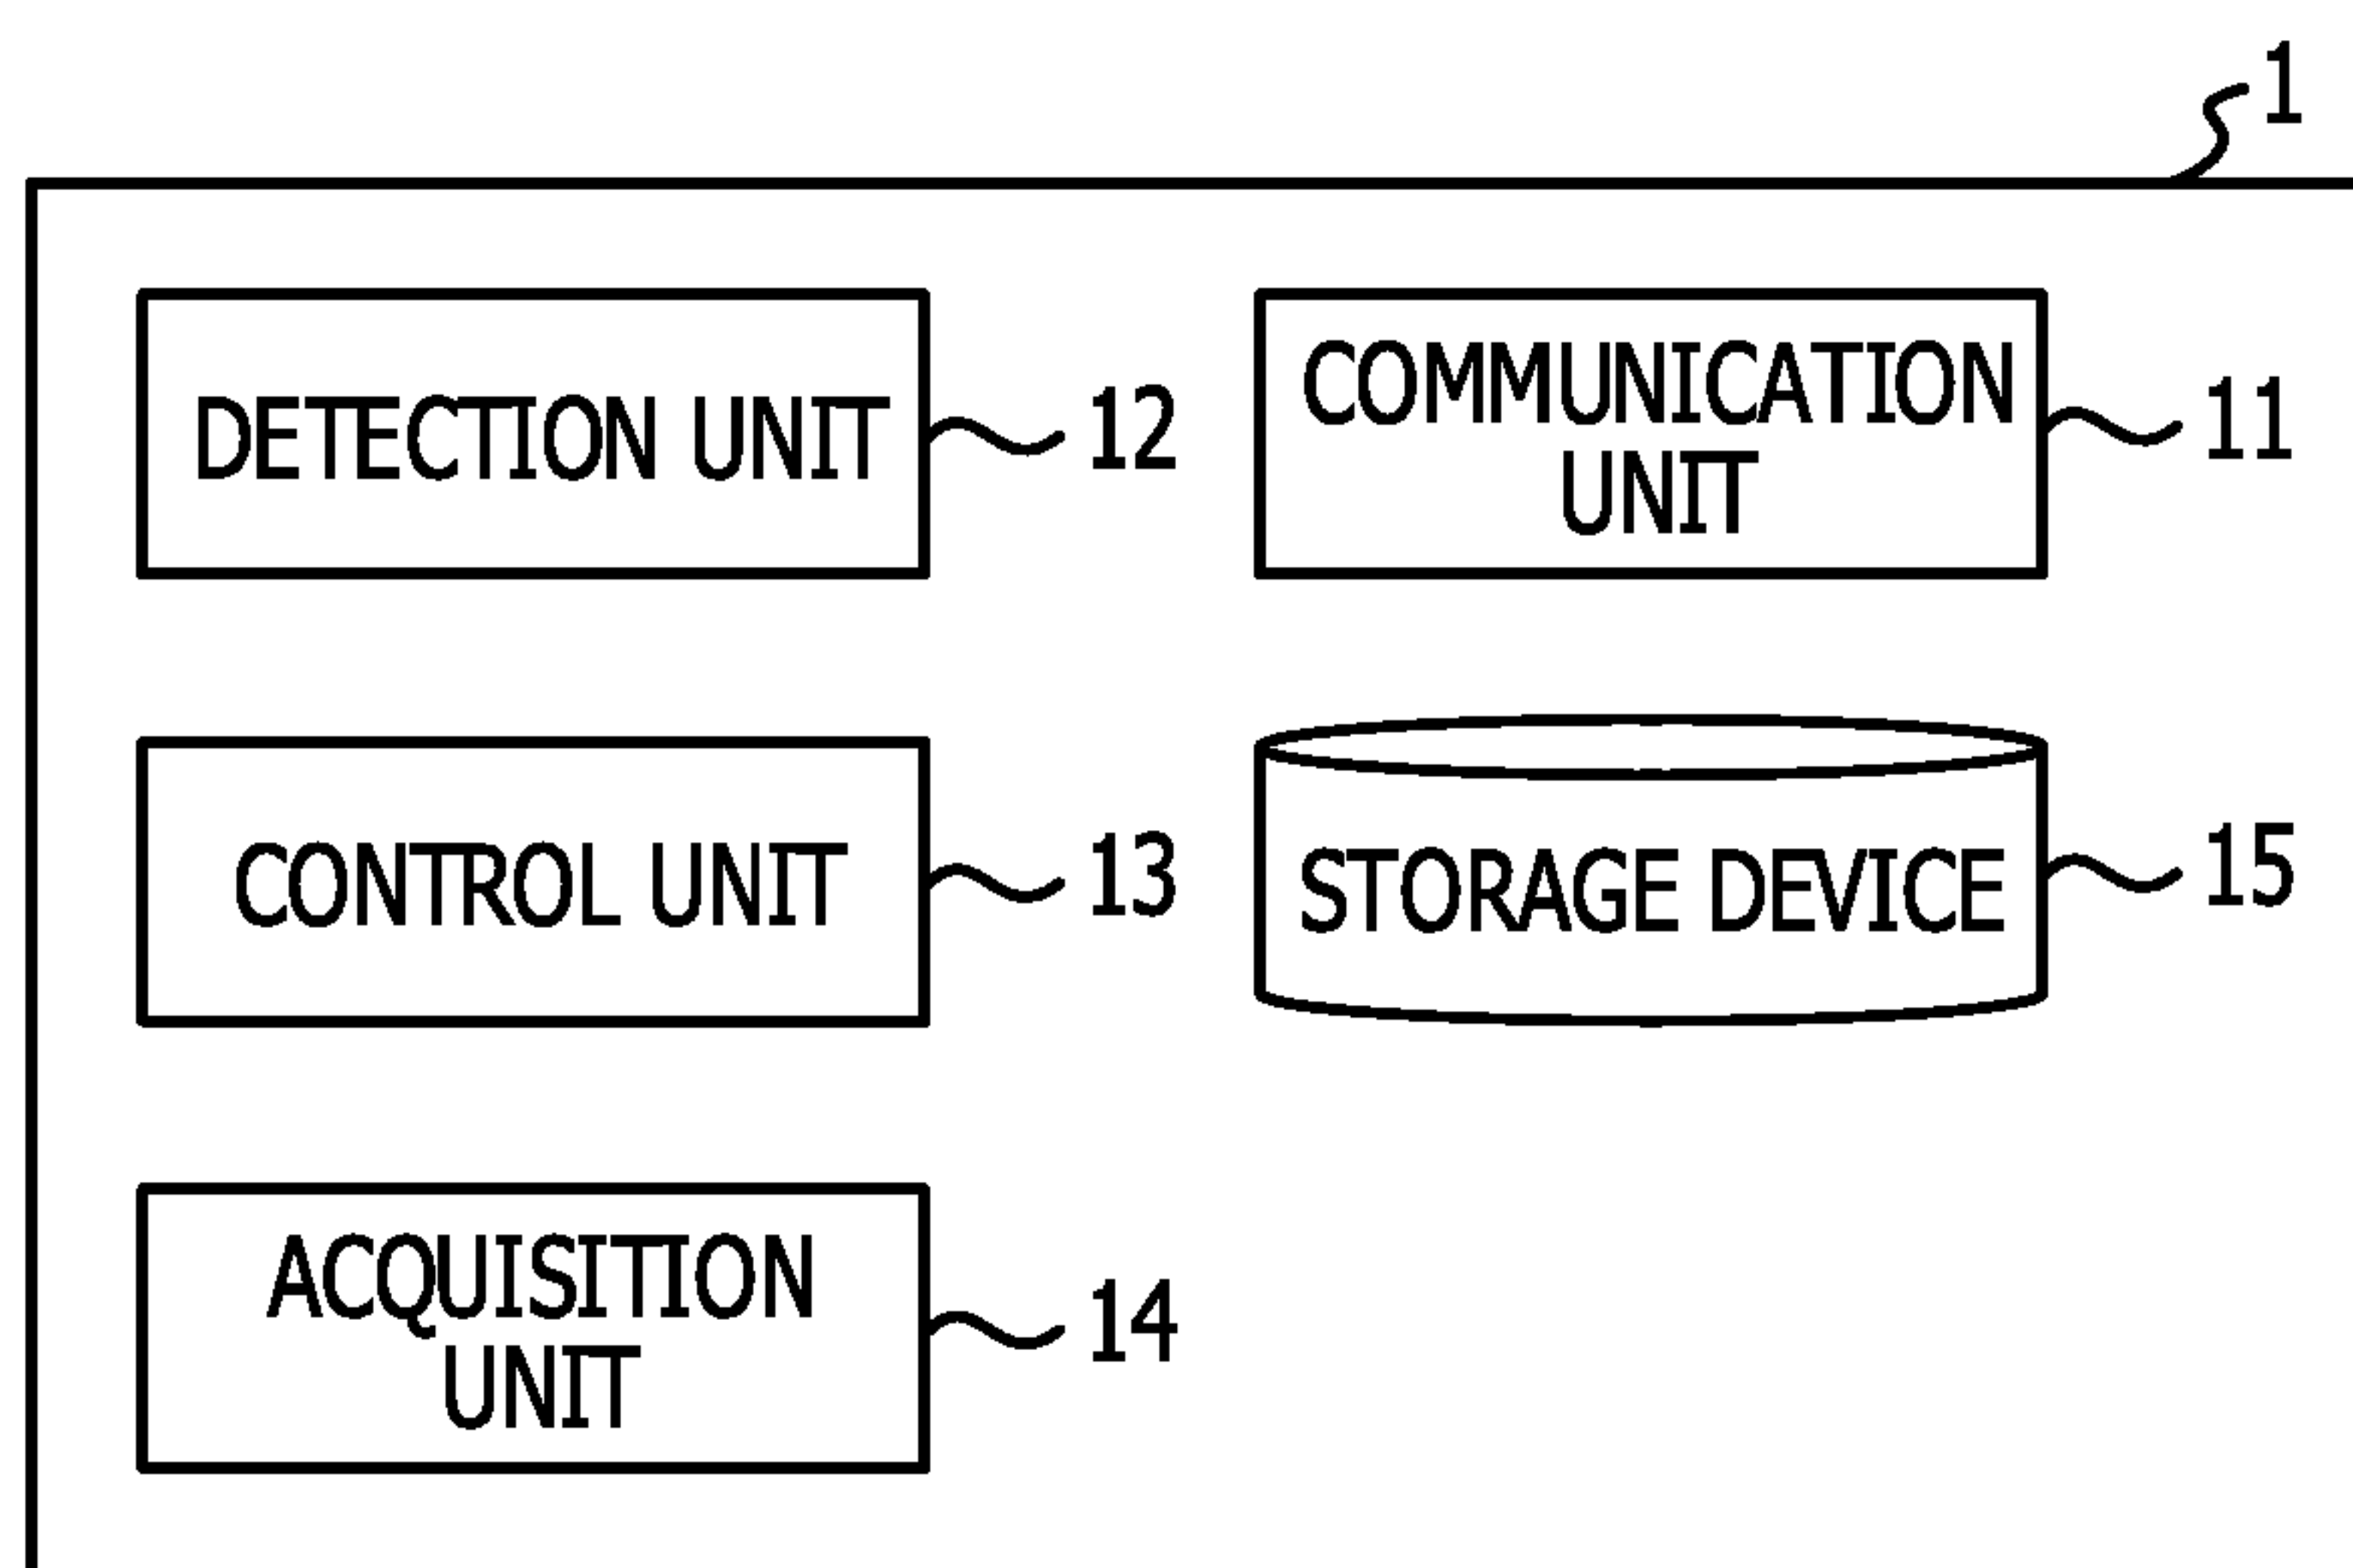 1
DETECTION UNIT
12
COMMUNICATION
UNIT
11
CONTROL UNIT
13
STORAGE DEVICE
15
ACQUISITION
UNIT
14